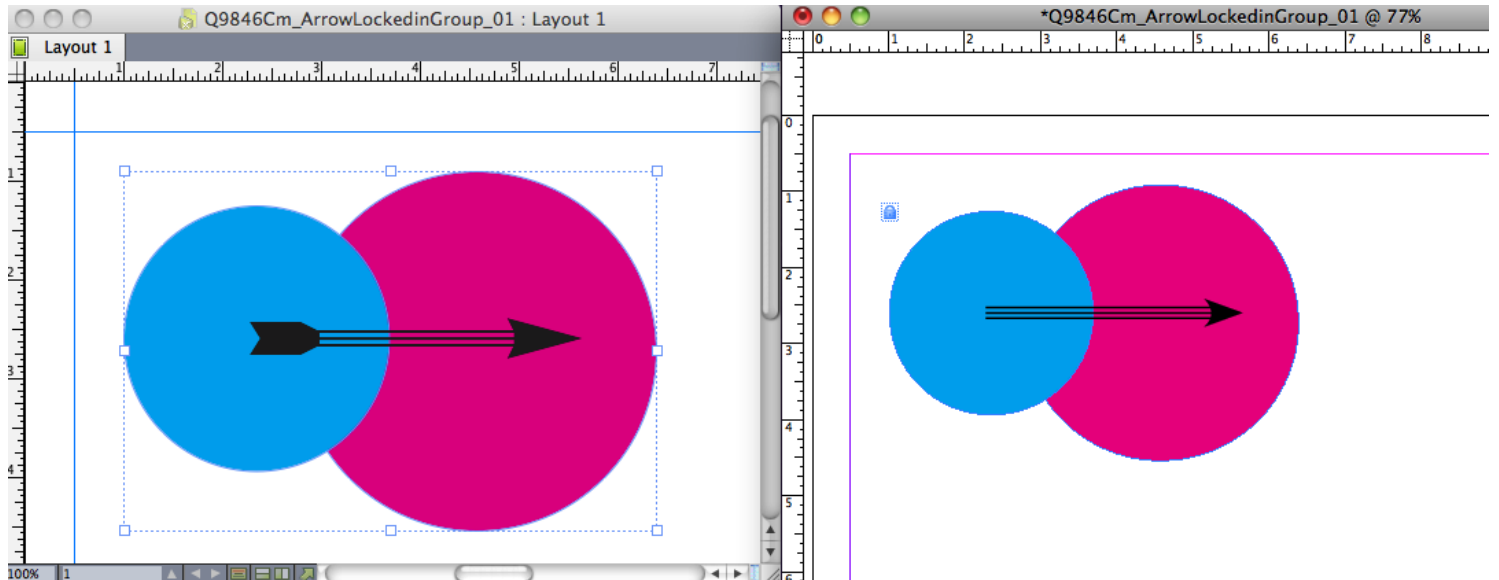 Q9846Cm_ArrowLockedinGroup_01 : Layout 1
Layout 1
1 2 3 4 5 6 7
1
2
3
4
100% 1
*Q9846Cm_ArrowLockedinGroup_01 @ 77%
0 1 2 3 4 5 6 7 8
0
1
2
3
4
5
6